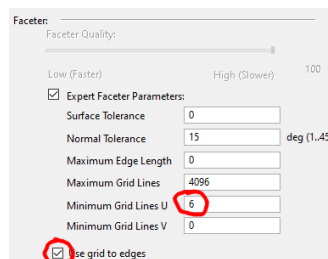 Faceter:
Faceter Quality:
Low (Faster) High (Slower) 100
Expert Faceter Parameters:
Surface Tolerance 0
Normal Tolerance 15 deg (1..45
Maximum Edge Length 0
Maximum Grid Lines 4096
Minimum Grid Lines U 6
Minimum Grid Lines V 0
Use grid to edges